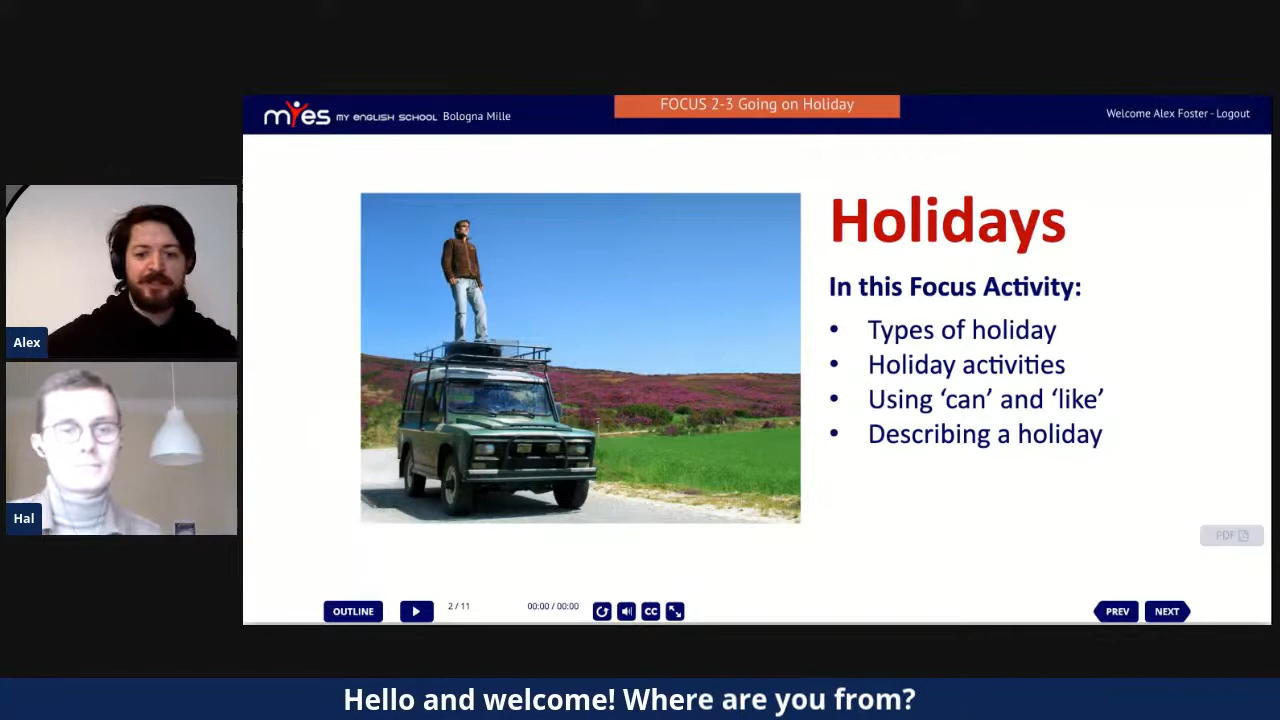 myes MY ENGLISH SCHOOL Bologna Mille
FOCUS 2-3 Going on Holiday
Welcome Alex Foster - Logout
Holidays
In this Focus Activity:
• Types of holiday
• Holiday activities
• Using ‘can’ and ‘like’
• Describing a holiday
Alex
Hal
PDF
OUTLINE
2 / 11
00:00 / 00:00
CC
PREV
NEXT
Hello and welcome! Where are you from?